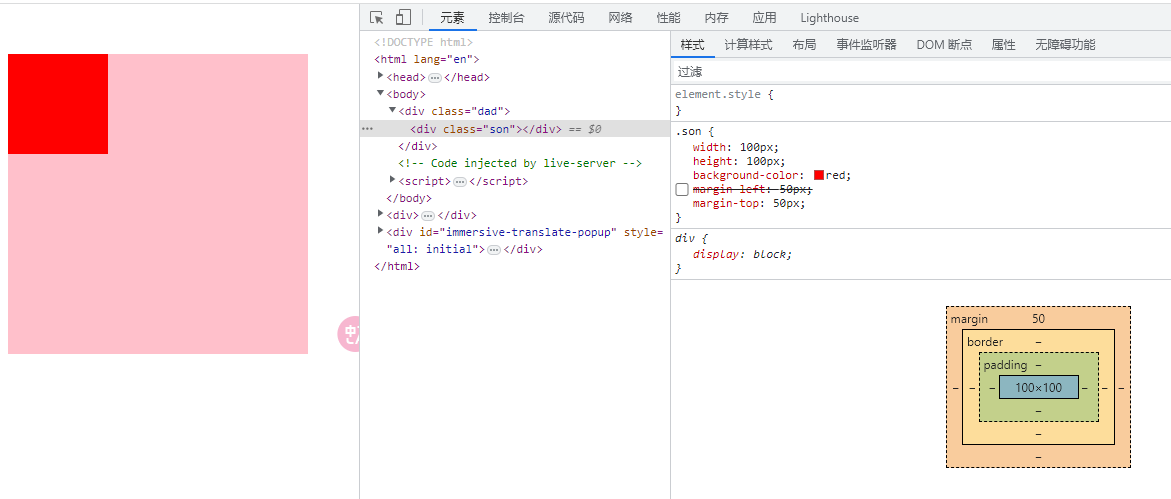 元素 控制台 源代码 网络 性能 内存 应用 Lighthouse
<!DOCTYPE html>
<html lang="en">
<head>⋯</head>
<body>
<div class="dad">
⋯ <div class="son"></div> == $0
</div>
<!-- Code injected by live-server -->
<script>⋯</script>
</body>
<div>⋯</div>
<div id="immersive-translate-popup" style=
"all: initial">⋯</div>
</html>
样式 计算样式 布局 事件监听器 DOM 断点 属性 无障碍功能
过滤
element.style {
}
.son {
width: 100px;
height: 100px;
background-color: red;
margin-left: 50px;
margin-top: 50px;
}
div {
display: block;
}
margin 50
border –
padding –
– – – 100×100 – – –
–
–
–